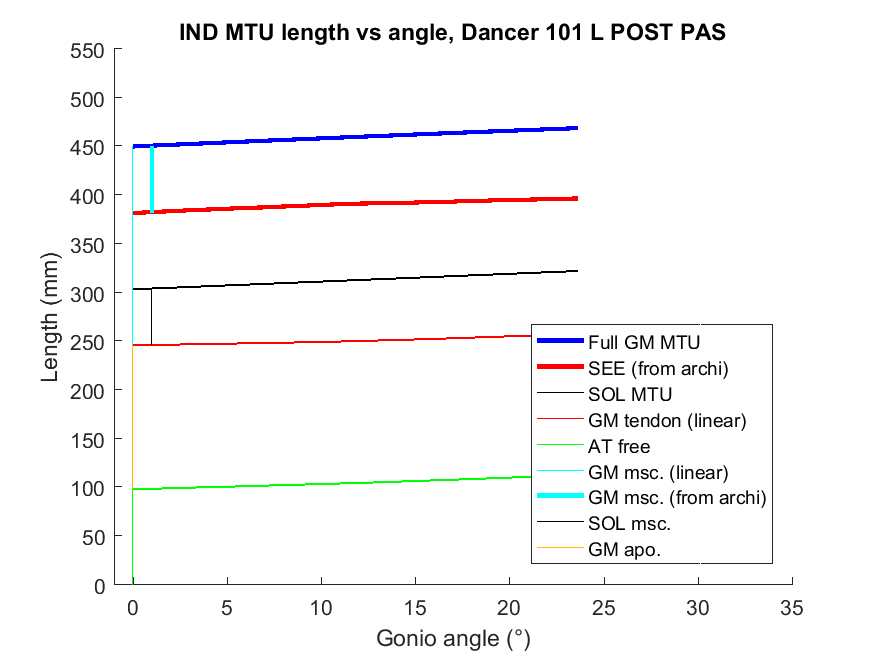 IND MTU length vs angle, Dancer 101 L POST PAS
550
500
450
400
350
300
250
200
150
100
50
0
Length (mm)
Full GM MTU
SEE (from archi)
SOL MTU
GM tendon (linear)
AT free
GM msc. (linear)
GM msc. (from archi)
SOL msc.
GM apo.
0 5 10 15 20 25 30 35
Gonio angle (°)